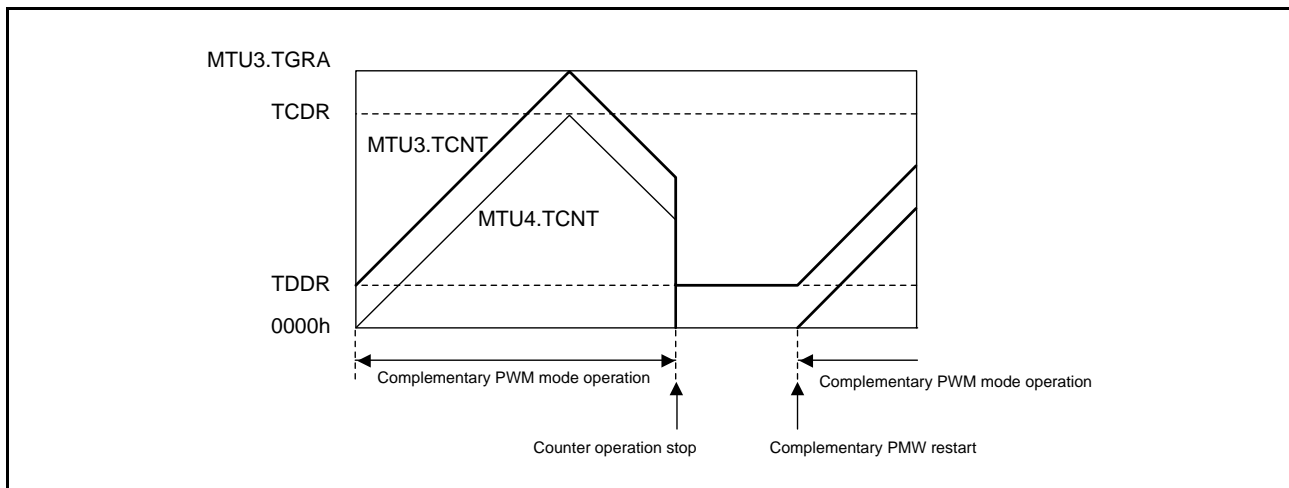 MTU3.TGRA
TCDR
MTU3.TCNT
MTU4.TCNT
TDDR
0000h
Complementary PWM mode operation
Complementary PWM mode operation
Counter operation stop
Complementary PMW restart